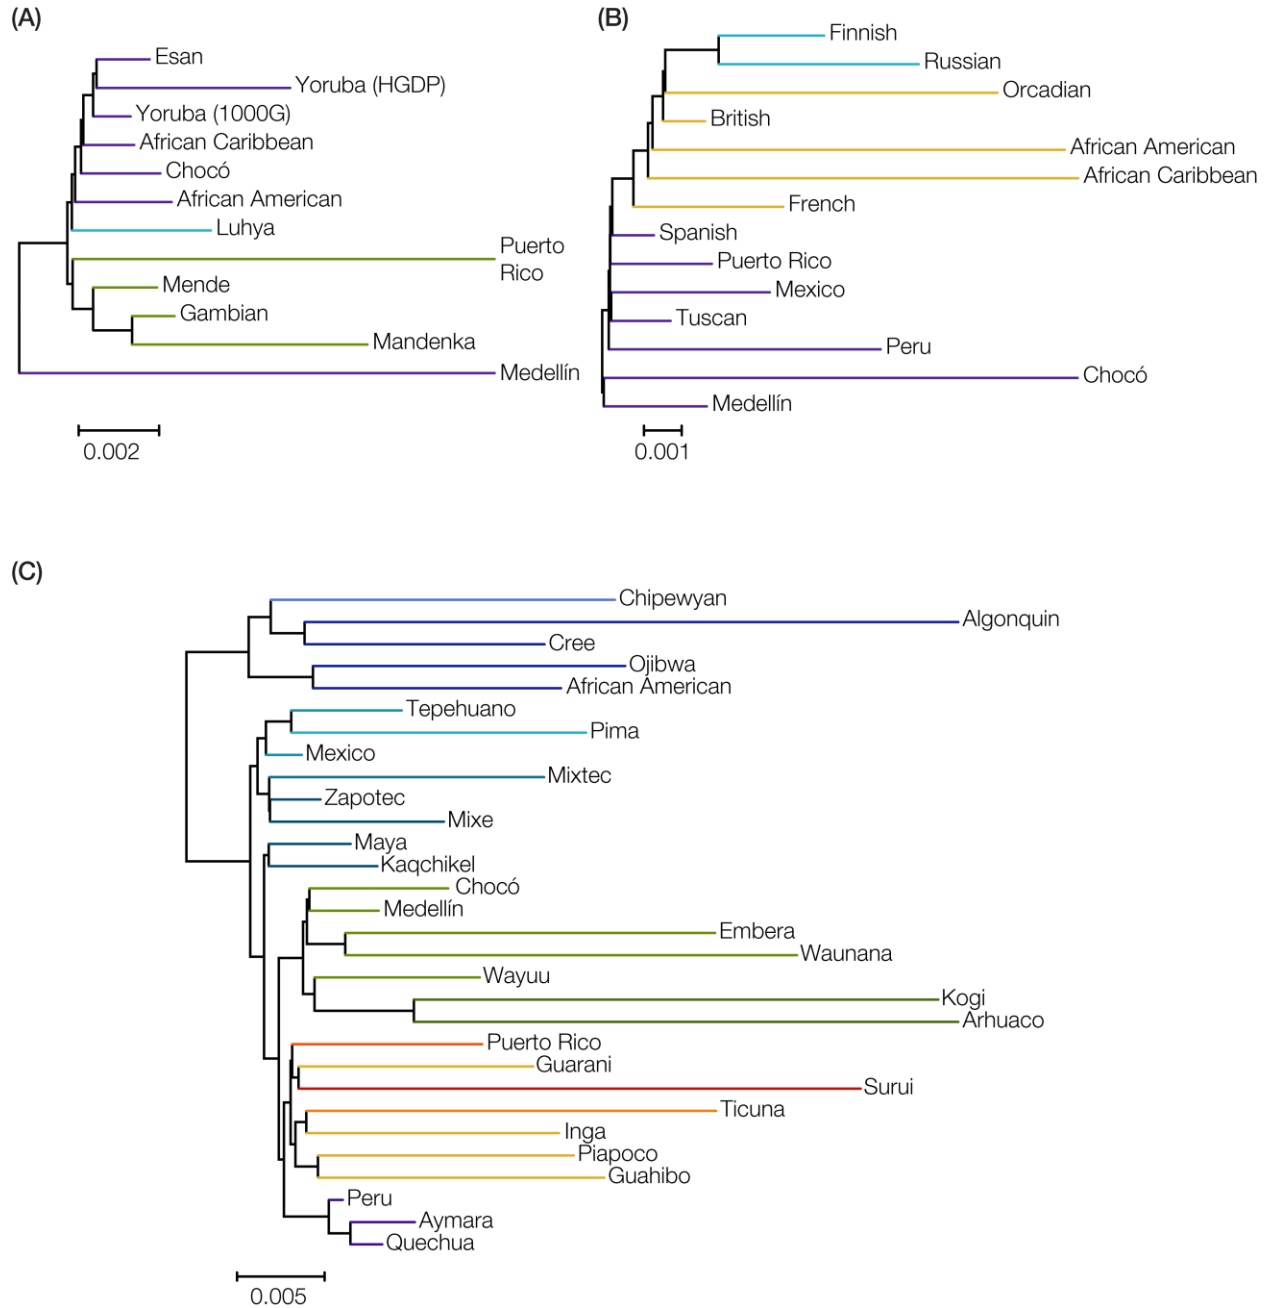 (A)
Esan
Yoruba (HGDP)
Yoruba (1000G)
African Caribbean
Chocó
African American
Luhya
Puerto
Rico
Mende
Gambian
Mandenka
Medellín
0.002
(B)
Finnish
Russian
Orcadian
British
African American
African Caribbean
French
Spanish
Puerto Rico
Mexico
Tuscan
Peru
Chocó
Medellín
0.001
(C)
Chipewyan
Algonquin
Cree
Ojibwa
African American
Tepehuano
Pima
Mexico
Mixtec
Zapotec
Mixe
Maya
Kaqchikel
Chocó
Medellín
Embera
Waunana
Wayuu
Kogi
Arhuaco
Puerto Rico
Guarani
Surui
Ticuna
Inga
Piapoco
Guahibo
Peru
Aymara
Quechua
0.005